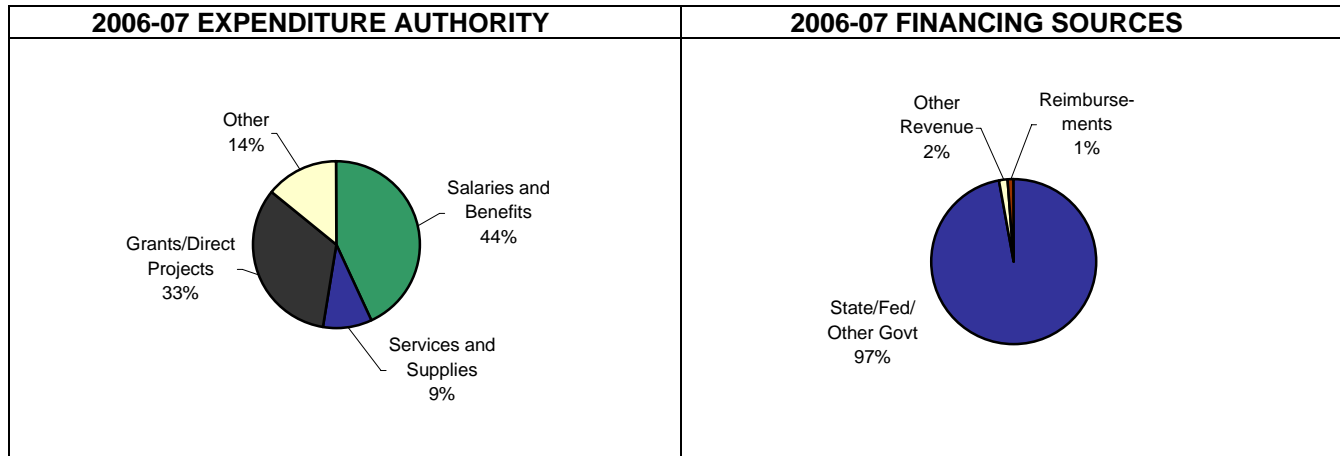 2006-07 EXPENDITURE AUTHORITY
Other
14%
Salaries and
Benefits
44%
Grants/Direct
Projects
33%
Services and
Supplies
9%
2006-07 FINANCING SOURCES
Other
Revenue
2%
Reimburse-
ments
1%
State/Fed/
Other Govt
97%